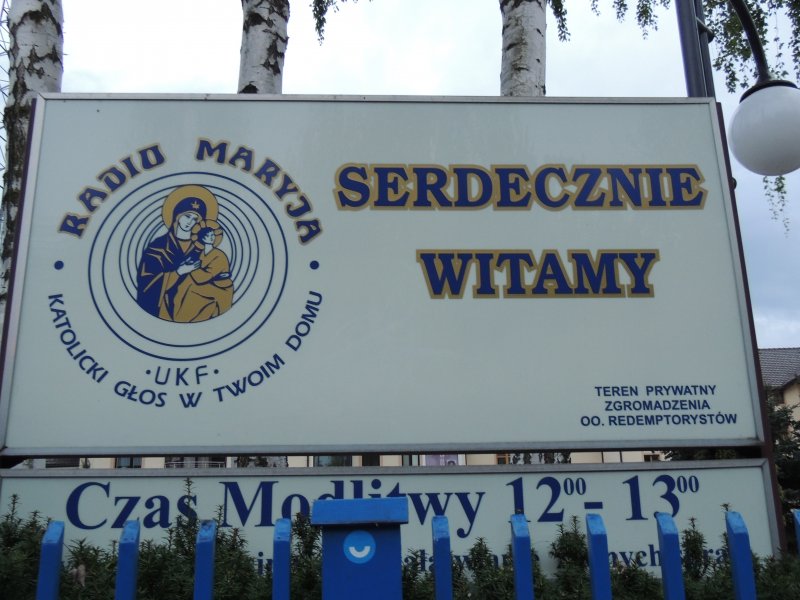 RADIO MARYJA
• UKF •
• KATOLICKI GŁOS W TWOIM DOMU •
SERDECZNIE
WITAMY
TEREN PRYWATNY
ZGROMADZENIA
OO. REDEMPTORYSTÓW
Czas Modlitwy 12⁰⁰ - 13⁰⁰